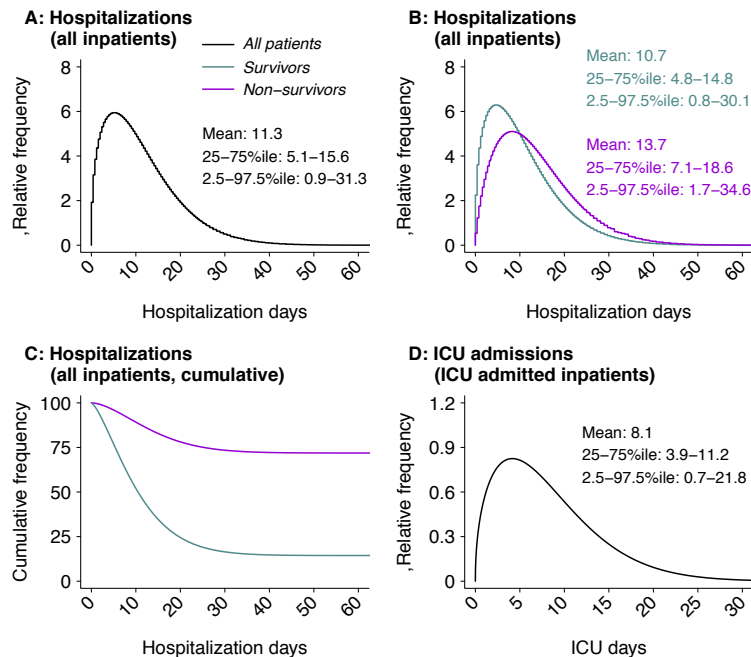 A: Hospitalizations
(all inpatients)
All patients
Survivors
Non−survivors
Mean: 11.3
25−75%ile: 5.1−15.6
2.5−97.5%ile: 0.9−31.3
8
6
4
2
0
,Relative frequency
0 10 20 30 40 50 60
Hospitalization days
B: Hospitalizations
(all inpatients)
Mean: 10.7
25−75%ile: 4.8−14.8
2.5−97.5%ile: 0.8−30.1
Mean: 13.7
25−75%ile: 7.1−18.6
2.5−97.5%ile: 1.7−34.6
8
6
4
2
0
,Relative frequency
0 10 20 30 40 50 60
Hospitalization days
C: Hospitalizations
(all inpatients, cumulative)
100
75
50
25
0
Cumulative frequency
0 10 20 30 40 50 60
Hospitalization days
D: ICU admissions
(ICU admitted inpatients)
Mean: 8.1
25−75%ile: 3.9−11.2
2.5−97.5%ile: 0.7−21.8
1.2
0.9
0.6
0.3
0
,Relative frequency
0 5 10 15 20 25 30
ICU days